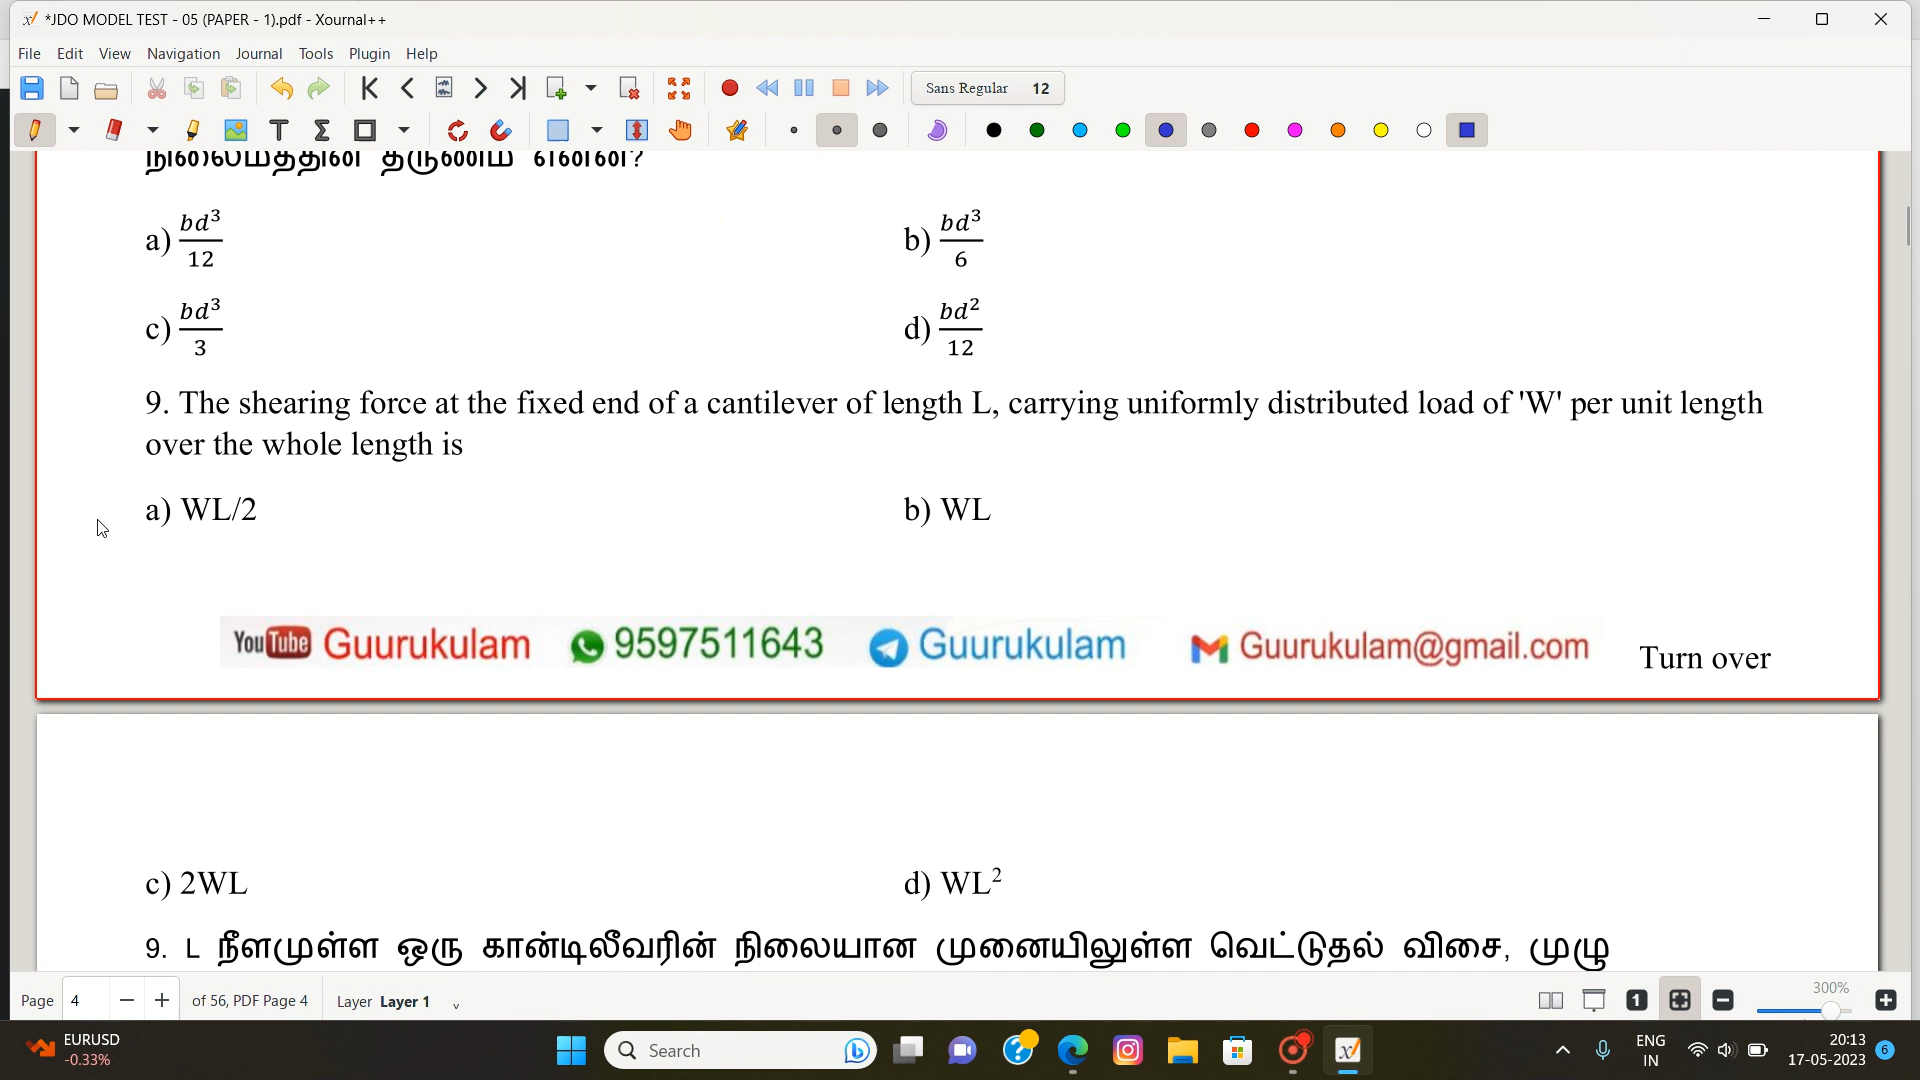 *JDO MODEL TEST - 05 (PAPER - 1).pdf - Xournal++
File Edit View Navigation Journal Tools Plugin Help
Sans Regular 12
நிலைமத்தின் தருணம் என்ன?
a) bd³/12 b) bd³/6
c) bd³/3 d) bd²/12
9. The shearing force at the fixed end of a cantilever of length L, carrying uniformly distributed load of 'W' per unit length
over the whole length is
a) WL/2 b) WL
YouTube Guurukulam 9597511643 Guurukulam Guurukulam@gmail.com Turn over
c) 2WL d) WL²
9. L நீளமுள்ள ஒரு கான்டிலீவரின் நிலையான முனையிலுள்ள வெட்டுதல் விசை, முழு
Page 4 of 56, PDF Page 4 Layer Layer 1 300%
EURUSD
-0.33%
Search
ENG
IN
20:13
17-05-2023
6